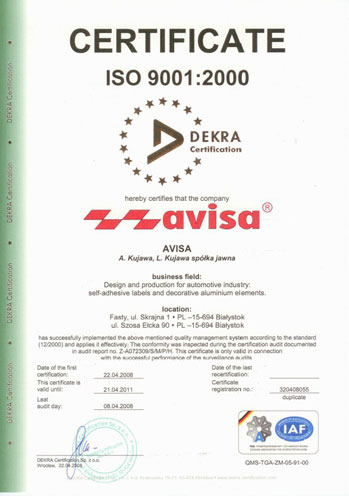 CERTIFICATE
ISO 9001:2000
DEKRA
Certification
hereby certifies that the company
avisa®
AVISA
A. Kujawa, L. Kujawa spółka jawna
business field:
Design and production for automotive industry:
self-adhesive labels and decorative aluminium elements.
location:
Fasty, ul. Skrajna 1 • PL –15-694 Białystok
ul. Szosa Ełcka 90 • PL –15-694 Białystok
has successfully implemented the above mentioned quality management system according to the standard
(12/2000) and applies it effectively. The conformity was inspected during the certification audit documented
in audit report no. Z-A072309/S/M/P/H. This certificate is only valid in connection
with the successful performance of the surveillance audits.
Date of the first
certification: 22.04.2008
Date of the last
recertification:
This certificate is
valid until: 21.04.2011
Certificate
registration no.: 320408055
duplicate
Last
audit day: 08.04.2008
IAF
DEKRA Certification Sp. z o.o.
Wrocław, 22.04.2008
QMS-TGA-ZM-05-91-00
DEKRA Certification
DEKRA Certification
DEKRA Certification
DEKRA Certification